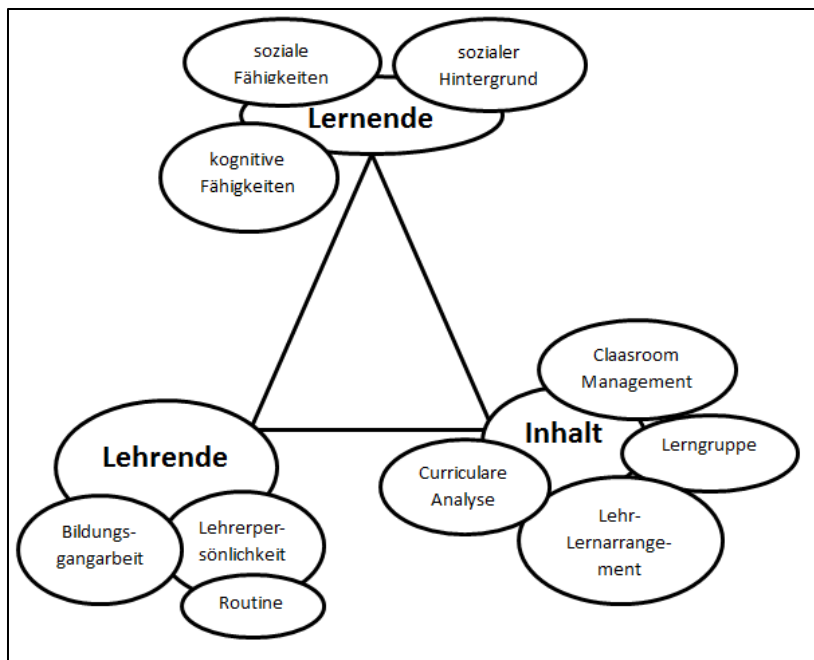 soziale
Fähigkeiten
sozialer
Hintergrund
Lernende
kognitive
Fähigkeiten
Claasroom
Management
Lehrende
Inhalt
Lerngruppe
Curriculare
Analyse
Bildungs-
gangarbeit
Lehrerper-
sönlichkeit
Lehr-
Lernarrange-
ment
Routine